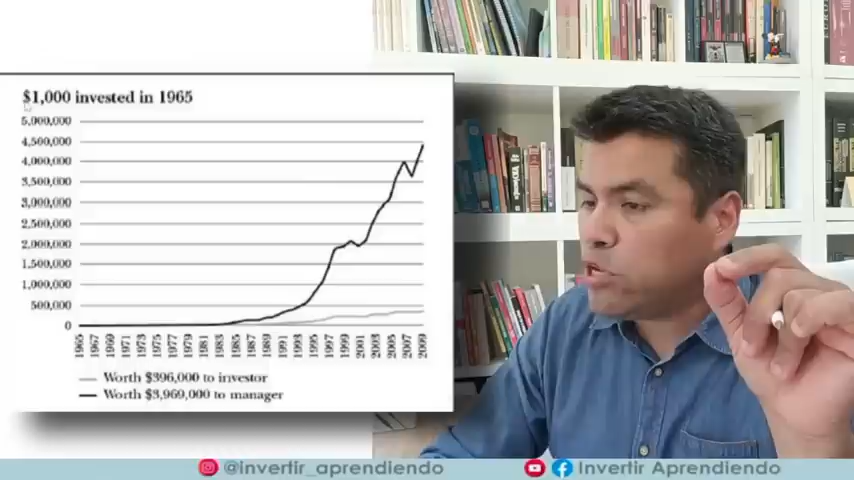 $1,000 invested in 1965
5,000,000
4,500,000
4,000,000
3,500,000
3,000,000
2,500,000
2,000,000
1,500,000
1,000,000
500,000
0
1965 1967 1969 1971 1973 1975 1977 1979 1981 1983 1985 1987 1989 1991 1993 1995 1997 1999 2001 2003 2005 2007 2009
Worth $396,000 to investor
Worth $3,969,000 to manager
@invertir_aprendiendo
Invertir Aprendiendo